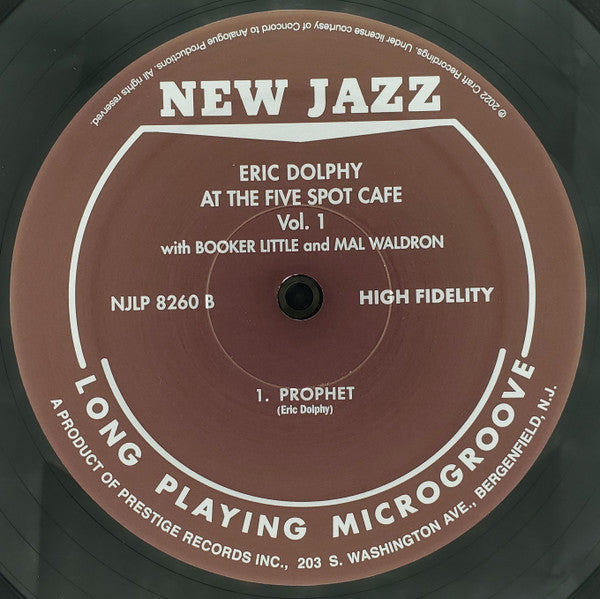 ℗ 2022 Craft Recordings. Under license courtesy of Concord to Analogue Productions. All rights reserved.
NEW JAZZ
ERIC DOLPHY
AT THE FIVE SPOT CAFE
Vol. 1
with BOOKER LITTLE and MAL WALDRON
NJLP 8260 B
HIGH FIDELITY
1. PROPHET
(Eric Dolphy)
LONG PLAYING MICROGROOVE
A PRODUCT OF PRESTIGE RECORDS INC., 203 S. WASHINGTON AVE., BERGENFIELD, N.J.